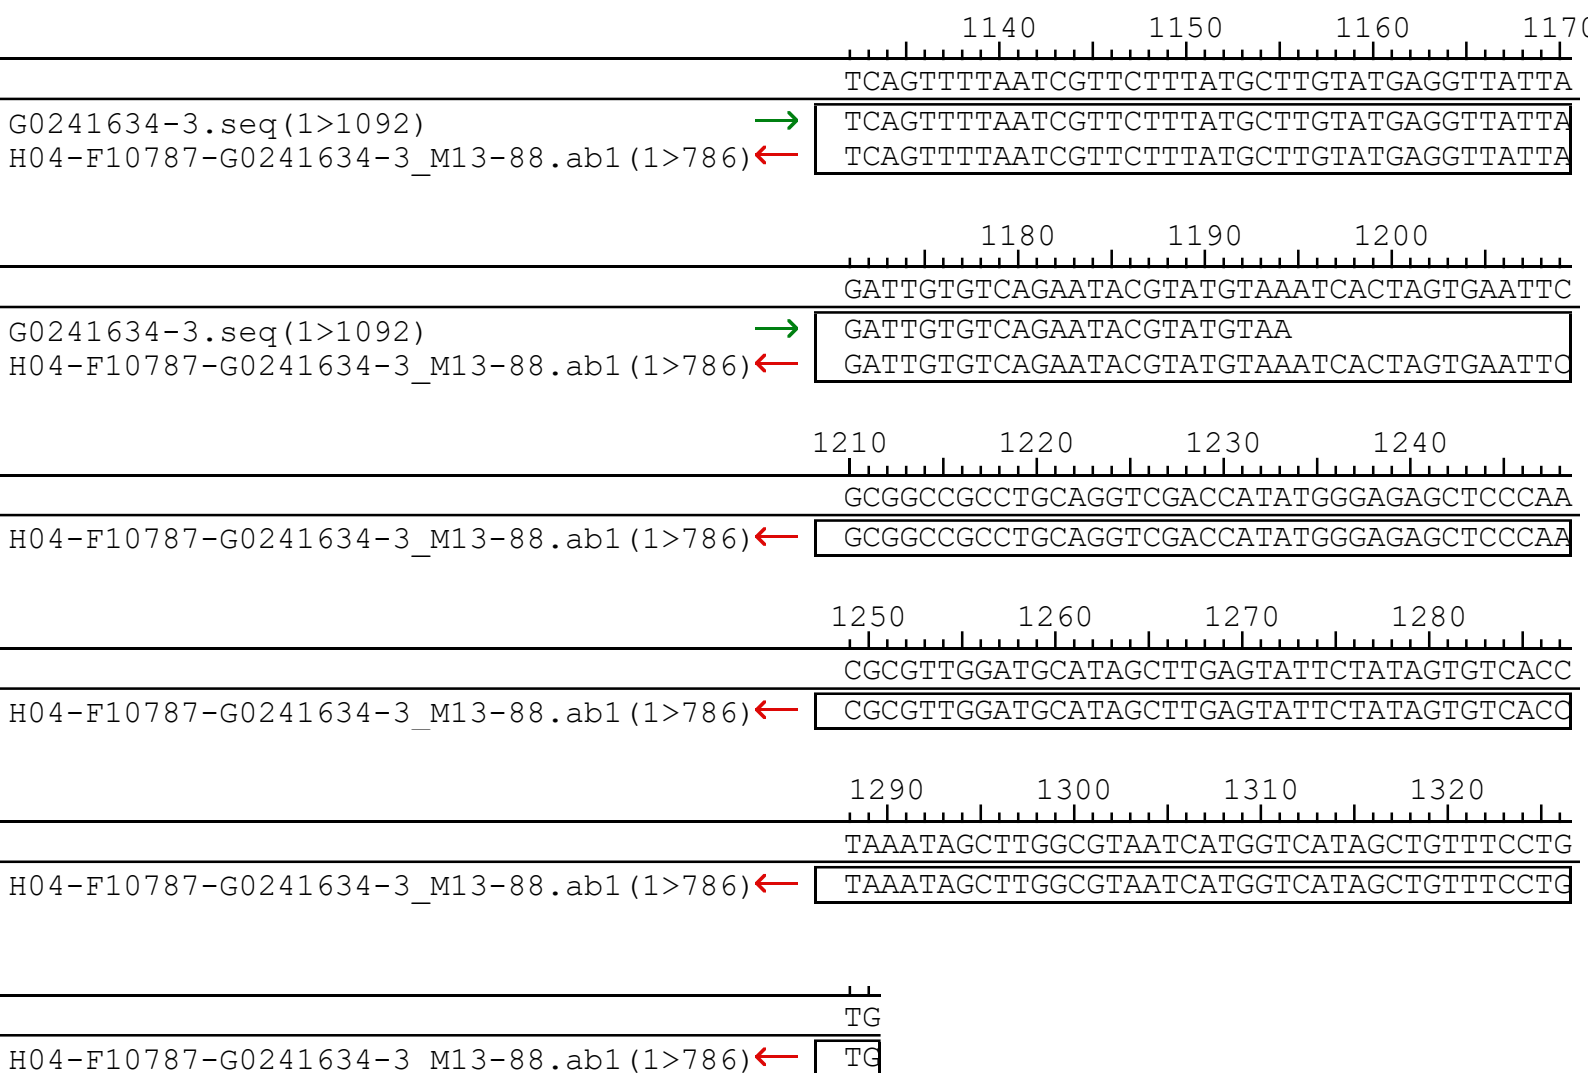 1140 1150 1160 1170
TCAGTTTTAATCGTTCTTTATGCTTGTATGAGGTTATTA
G0241634-3.seq(1>1092) → TCAGTTTTAATCGTTCTTTATGCTTGTATGAGGTTATTA
H04-F10787-G0241634-3_M13-88.ab1(1>786)← TCAGTTTTAATCGTTCTTTATGCTTGTATGAGGTTATTA
1180 1190 1200
GATTGTGTCAGAATACGTATGTAAATCACTAGTGAATTC
G0241634-3.seq(1>1092) → GATTGTGTCAGAATACGTATGTAA
H04-F10787-G0241634-3_M13-88.ab1(1>786)← GATTGTGTCAGAATACGTATGTAAATCACTAGTGAATTC
1210 1220 1230 1240
GCGGCCGCCTGCAGGTCGACCATATGGGAGAGCTCCCAA
H04-F10787-G0241634-3_M13-88.ab1(1>786)← GCGGCCGCCTGCAGGTCGACCATATGGGAGAGCTCCCAA
1250 1260 1270 1280
CGCGTTGGATGCATAGCTTGAGTATTCTATAGTGTCACC
H04-F10787-G0241634-3_M13-88.ab1(1>786)← CGCGTTGGATGCATAGCTTGAGTATTCTATAGTGTCACC
1290 1300 1310 1320
TAAATAGCTTGGCGTAATCATGGTCATAGCTGTTTCCTG
H04-F10787-G0241634-3_M13-88.ab1(1>786)← TAAATAGCTTGGCGTAATCATGGTCATAGCTGTTTCCTG
TG
H04-F10787-G0241634-3 M13-88.ab1(1>786)← TG